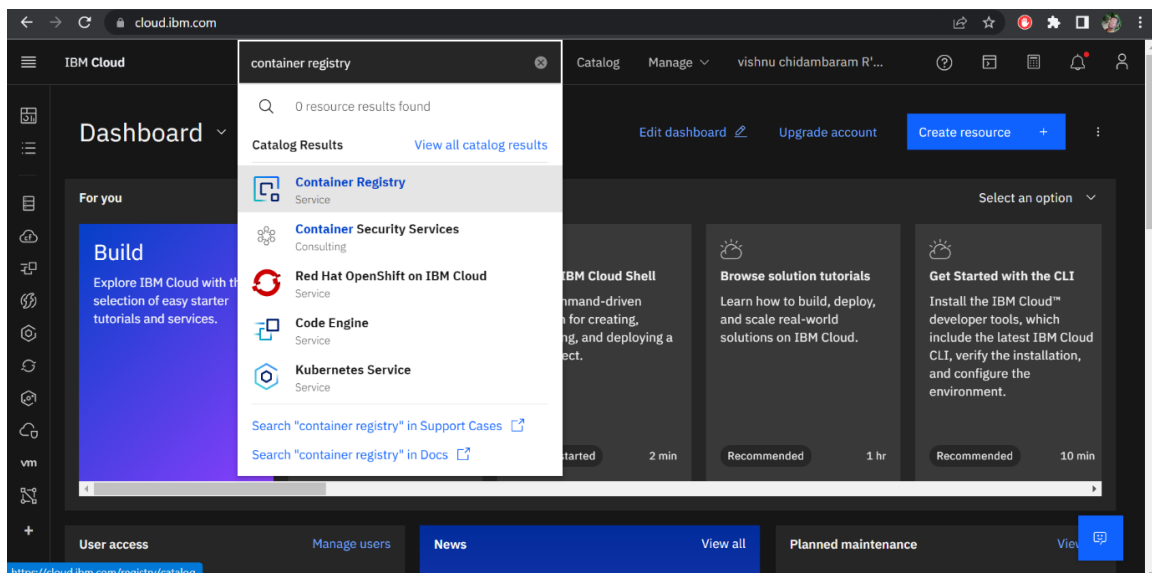 cloud.ibm.com
IBM Cloud
container registry
Catalog
Manage
vishnu chidambaram R'...
0 resource results found
Catalog Results
View all catalog results
Container Registry
Service
Container Security Services
Consulting
Red Hat OpenShift on IBM Cloud
Service
Code Engine
Service
Kubernetes Service
Service
Search "container registry" in Support Cases
Search "container registry" in Docs
Dashboard
Edit dashboard
Upgrade account
Create resource +
For you
Select an option
Build
Explore IBM Cloud with
selection of easy starter
tutorials and services.
IBM Cloud Shell
for creating,
and deploying a
2 min
Browse solution tutorials
Learn how to build, deploy,
and scale real-world
solutions on IBM Cloud.
Recommended
1 hr
Get Started with the CLI
Install the IBM Cloud™
developer tools, which
include the latest IBM Cloud
CLI, verify the installation,
and configure the
environment.
Recommended
10 min
vm
User access
Manage users
News
View all
Planned maintenance
https://cloud.ibm.com/registry/catalog